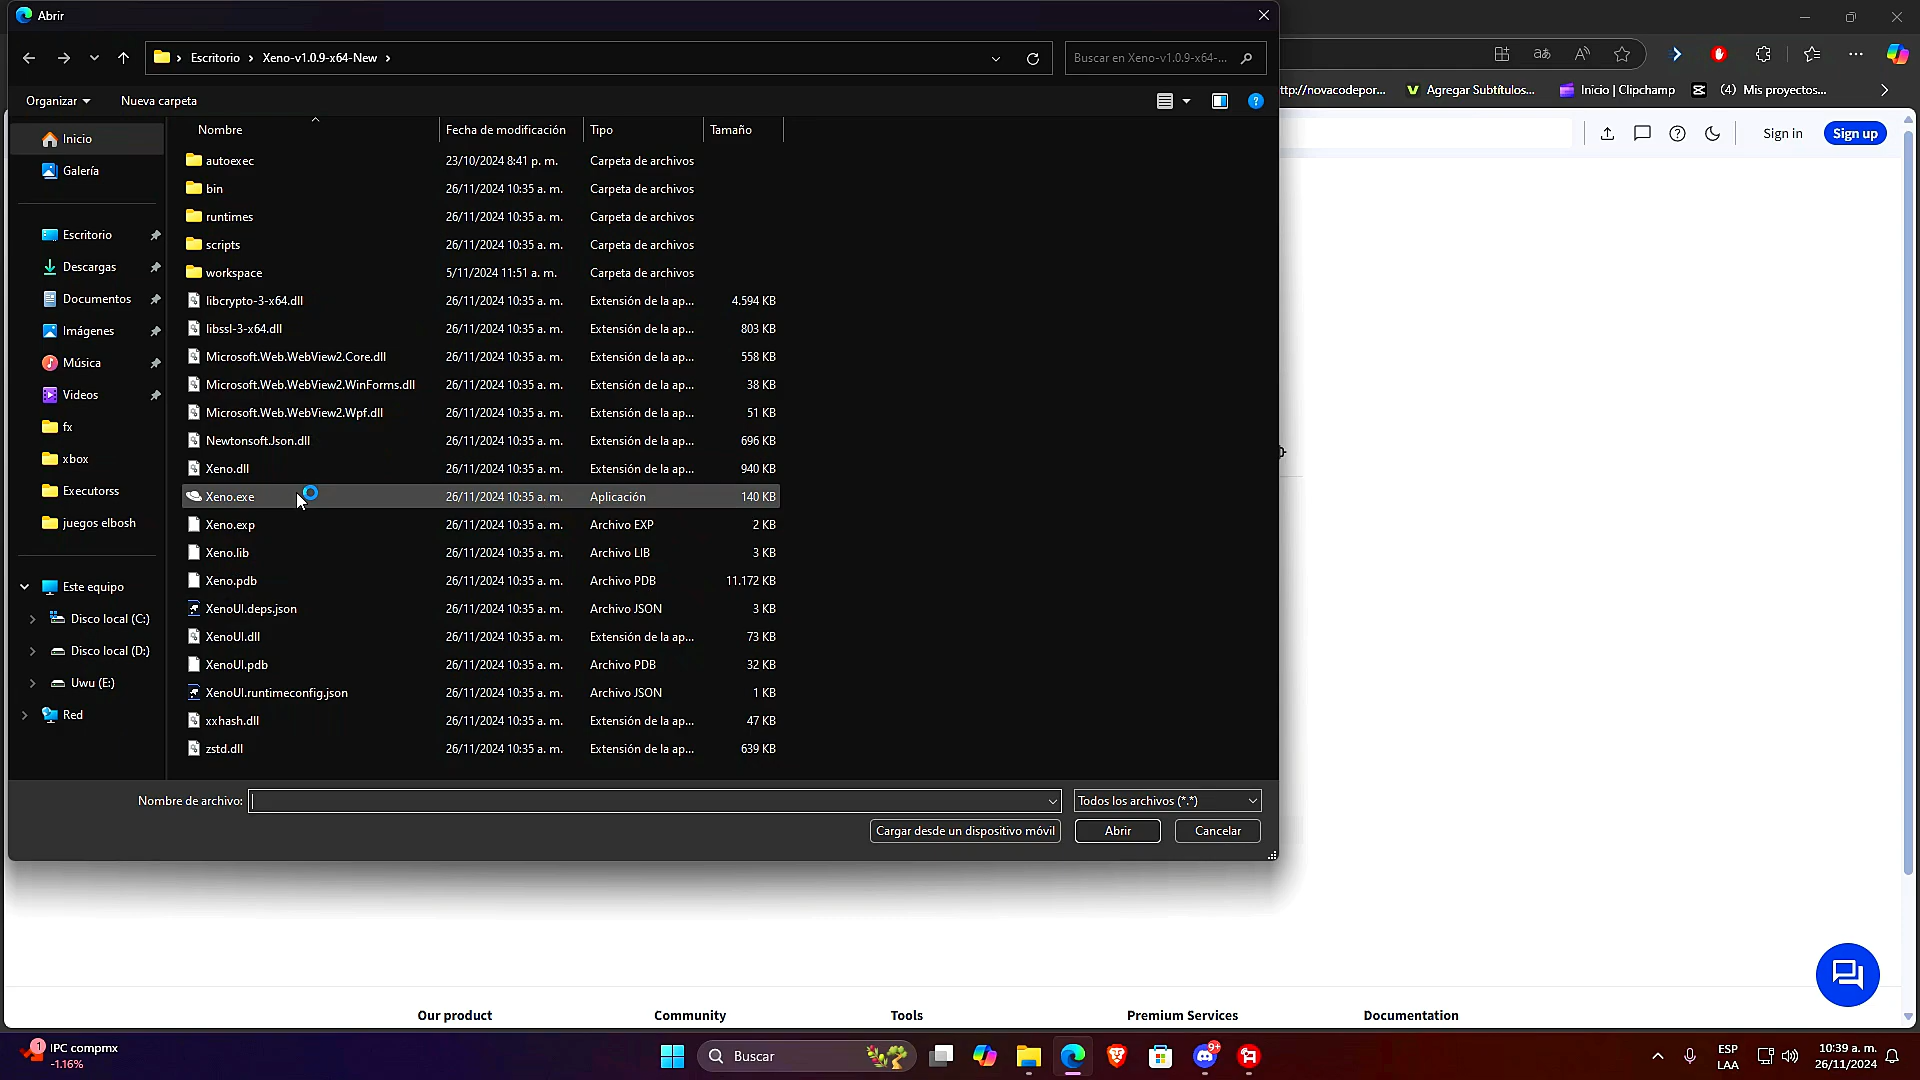 Abrir
Escritorio
Xeno-v1.0.9-x64-New
Buscar en Xeno-v1.0.9-x64-...
Organizar
Nueva carpeta
ttp://novacodepor...
Agregar Subtítulos...
Inicio | Clipchamp
(4) Mis proyectos...
Sign in
Sign up
Inicio
Galería
Escritorio
Descargas
Documentos
Imágenes
Música
Videos
fx
xbox
Executorss
juegos elbosh
Este equipo
Disco local (C:)
Disco local (D:)
Uwu (E:)
Red
Nombre Fecha de modificación Tipo Tamaño
autoexec 23/10/2024 8:41 p. m. Carpeta de archivos
bin 26/11/2024 10:35 a. m. Carpeta de archivos
runtimes 26/11/2024 10:35 a. m. Carpeta de archivos
scripts 26/11/2024 10:35 a. m. Carpeta de archivos
workspace 5/11/2024 11:51 a. m. Carpeta de archivos
libcrypto-3-x64.dll 26/11/2024 10:35 a. m. Extensión de la ap... 4.594 KB
libssl-3-x64.dll 26/11/2024 10:35 a. m. Extensión de la ap... 803 KB
Microsoft.Web.WebView2.Core.dll 26/11/2024 10:35 a. m. Extensión de la ap... 558 KB
Microsoft.Web.WebView2.WinForms.dll 26/11/2024 10:35 a. m. Extensión de la ap... 38 KB
Microsoft.Web.WebView2.Wpf.dll 26/11/2024 10:35 a. m. Extensión de la ap... 51 KB
Newtonsoft.Json.dll 26/11/2024 10:35 a. m. Extensión de la ap... 696 KB
Xeno.dll 26/11/2024 10:35 a. m. Extensión de la ap... 940 KB
Xeno.exe 26/11/2024 10:35 a. m. Aplicación 140 KB
Xeno.exp 26/11/2024 10:35 a. m. Archivo EXP 2 KB
Xeno.lib 26/11/2024 10:35 a. m. Archivo LIB 3 KB
Xeno.pdb 26/11/2024 10:35 a. m. Archivo PDB 11.172 KB
XenoUI.deps.json 26/11/2024 10:35 a. m. Archivo JSON 3 KB
XenoUI.dll 26/11/2024 10:35 a. m. Extensión de la ap... 73 KB
XenoUI.pdb 26/11/2024 10:35 a. m. Archivo PDB 32 KB
XenoUI.runtimeconfig.json 26/11/2024 10:35 a. m. Archivo JSON 1 KB
xxhash.dll 26/11/2024 10:35 a. m. Extensión de la ap... 47 KB
zstd.dll 26/11/2024 10:35 a. m. Extensión de la ap... 639 KB
Nombre de archivo:
Todos los archivos (*.*)
Cargar desde un dispositivo móvil
Abrir
Cancelar
Our product
Community
Tools
Premium Services
Documentation
1
IPC compmx
-1.16%
Buscar
9+
ESP
LAA
10:39 a. m.
26/11/2024